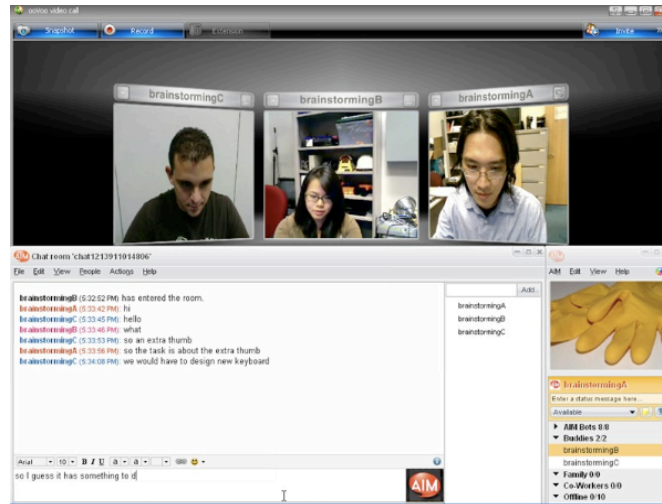 ooVoo video call
Snapshot Record Extension Invite
brainstormingC brainstormingB brainstormingA
Chat room 'chat1213911014806'
File Edit View People Actions Help
AIM Edit View Help
Add
brainstormingB (5:32:52 PM) has entered the room.
brainstormingA (5:33:42 PM): hi
brainstormingC (5:33:45 PM): hello
brainstormingB (5:33:46 PM): what
brainstormingC (5:33:53 PM): so an extra thumb
brainstormingA (5:33:56 PM): so the task is about the extra thumb
brainstormingC (5:34:08 PM): we would have to design new keyboard
brainstormingA
brainstormingB
brainstormingC
Arial 10 B I U a a
so I guess it has something to d
AIM
brainstormingA
Enter a status message here...
Available
AIM Bots 8/8
Buddies 2/2
brainstormingB
brainstormingC
Family 0/0
Co-Workers 0/0
Offline 0/10